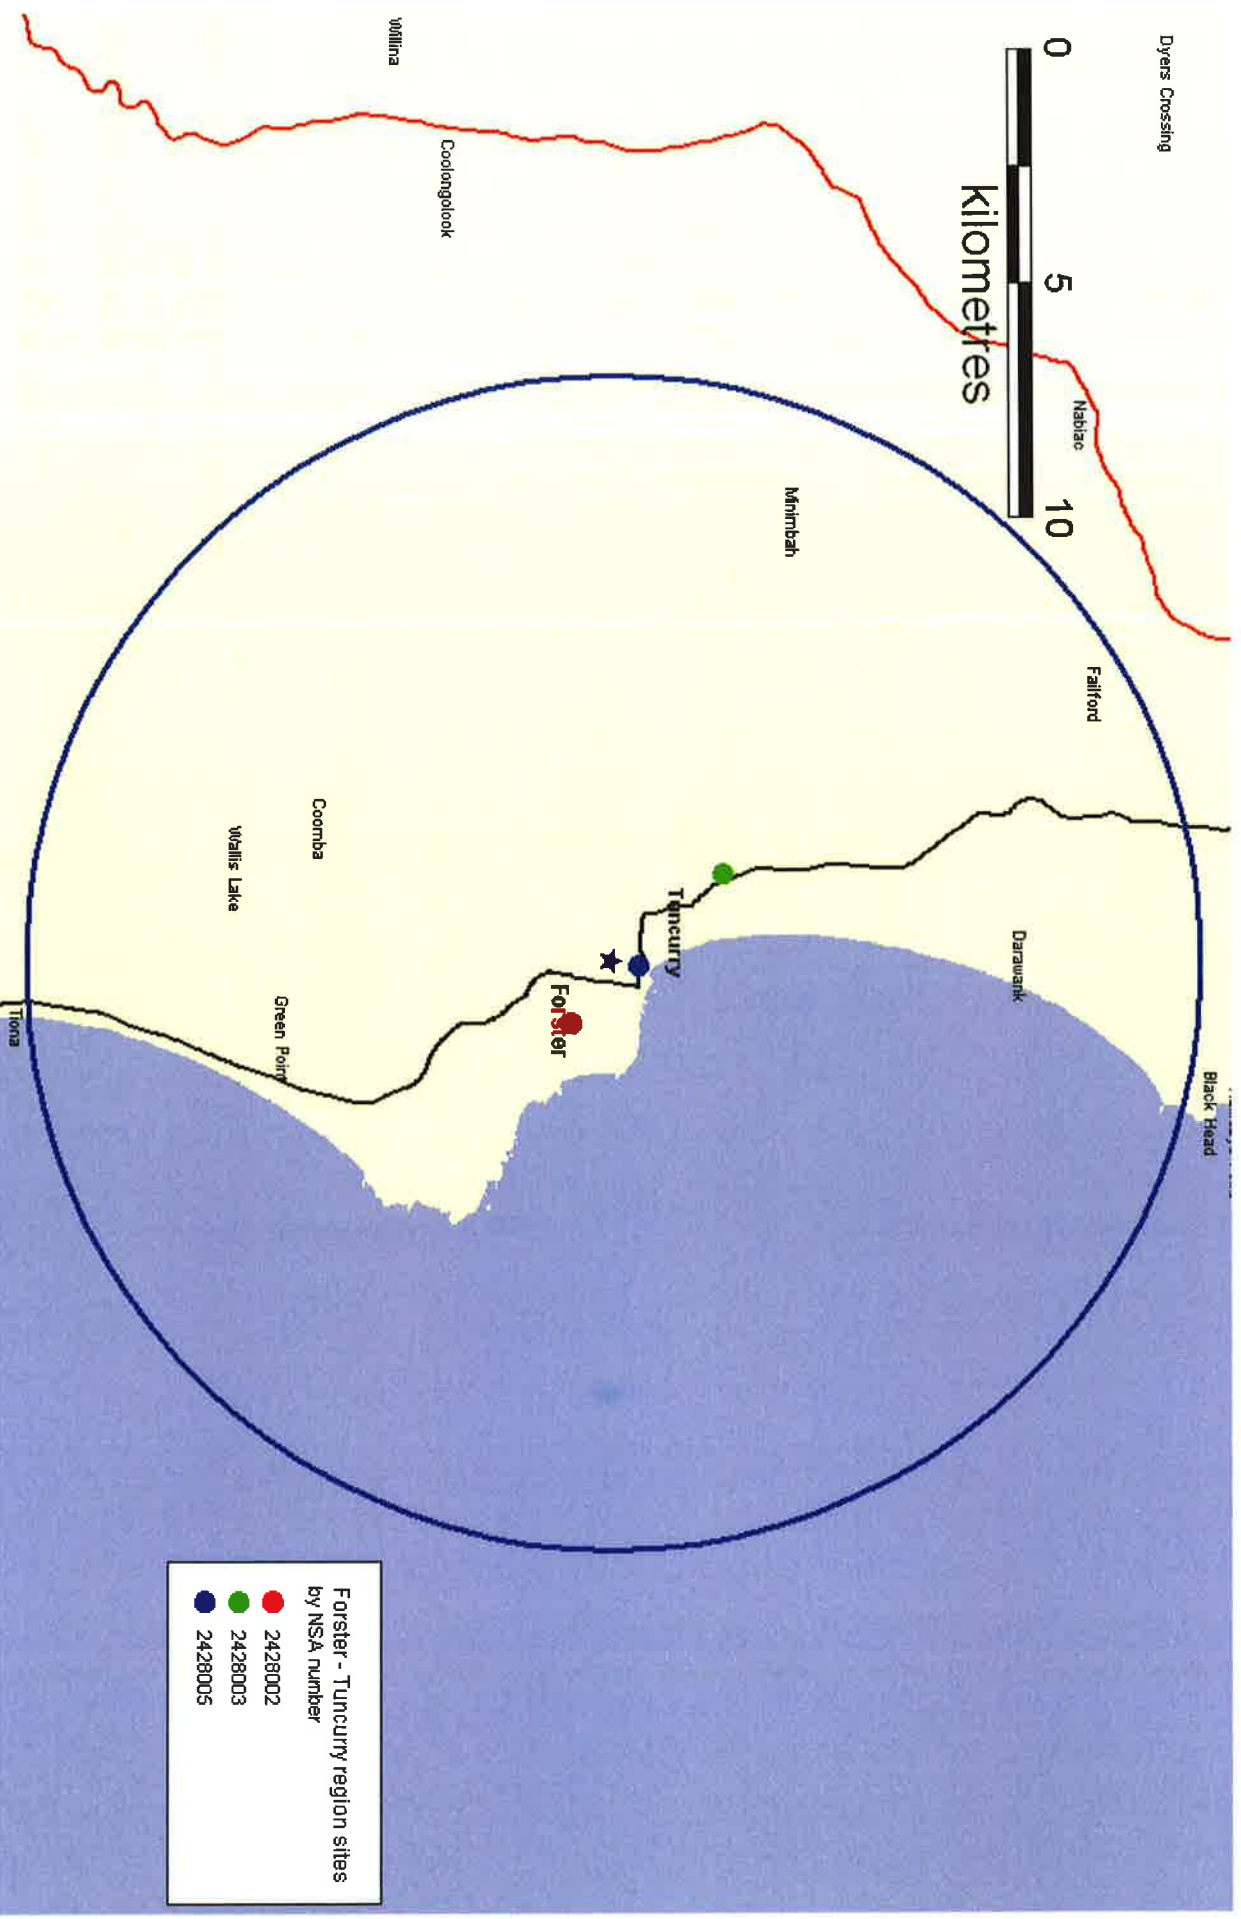 Dyers Crossing
0 5 10
kilometres
Willina
Coolongolook
Nabiac
Minimbah
Failford
Coomba
Wallis Lake
Tuncurry
Darawank
Forster
Green Point
Tiona
Black Head
Forster - Tuncurry region sites
by NSA number
2428002
2428003
2428005